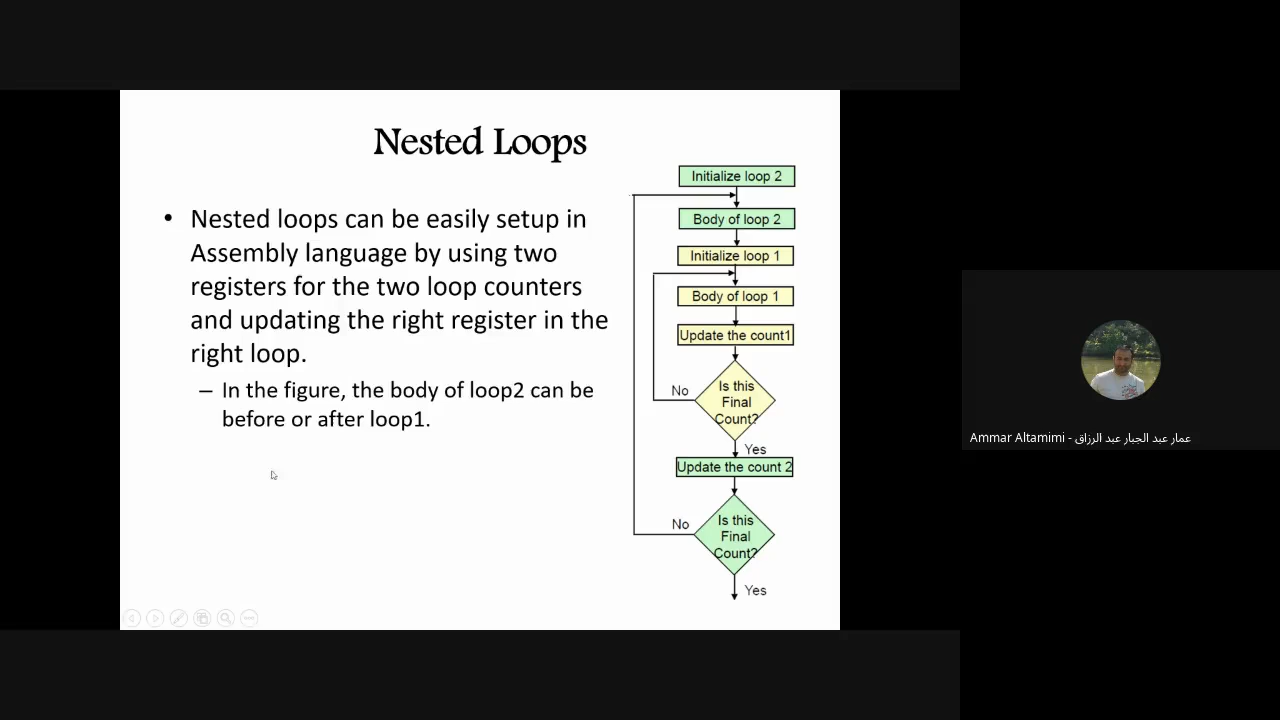 Nested Loops
• Nested loops can be easily setup in
Assembly language by using two
registers for the two loop counters
and updating the right register in the
right loop.
– In the figure, the body of loop2 can be
before or after loop1.
Initialize loop 2
Body of loop 2
Initialize loop 1
Body of loop 1
Update the count1
Is this
Final
Count?
No
Yes
Update the count 2
Is this
Final
Count?
No
Yes
Ammar Altamimi - عمار عبد الجبار عبد الرزاق